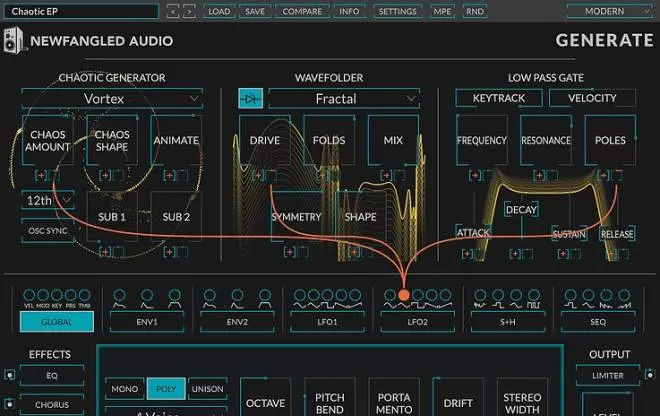 Chaotic EP < > LOAD SAVE COMPARE INFO SETTINGS MPE RND MODERN
NEWFANGLED AUDIO GENERATE
CHAOTIC GENERATOR WAVEFOLDER LOW PASS GATE
Vortex Fractal KEYTRACK VELOCITY
CHAOS AMOUNT CHAOS SHAPE ANIMATE DRIVE FOLDS MIX FREQUENCY RESONANCE POLES
12th SUB 1 SUB 2 SYMMETRY SHAPE DECAY
OSC SYNC ATTACK SUSTAIN RELEASE
VEL MOD KEY PRS TMB
GLOBAL ENV1 ENV2 LFO1 LFO2 S+H SEQ
EFFECTS OUTPUT
EQ LIMITER
MONO POLY UNISON OCTAVE PITCH BEND PORTA MENTO DRIFT STEREO WIDTH
CHORUS